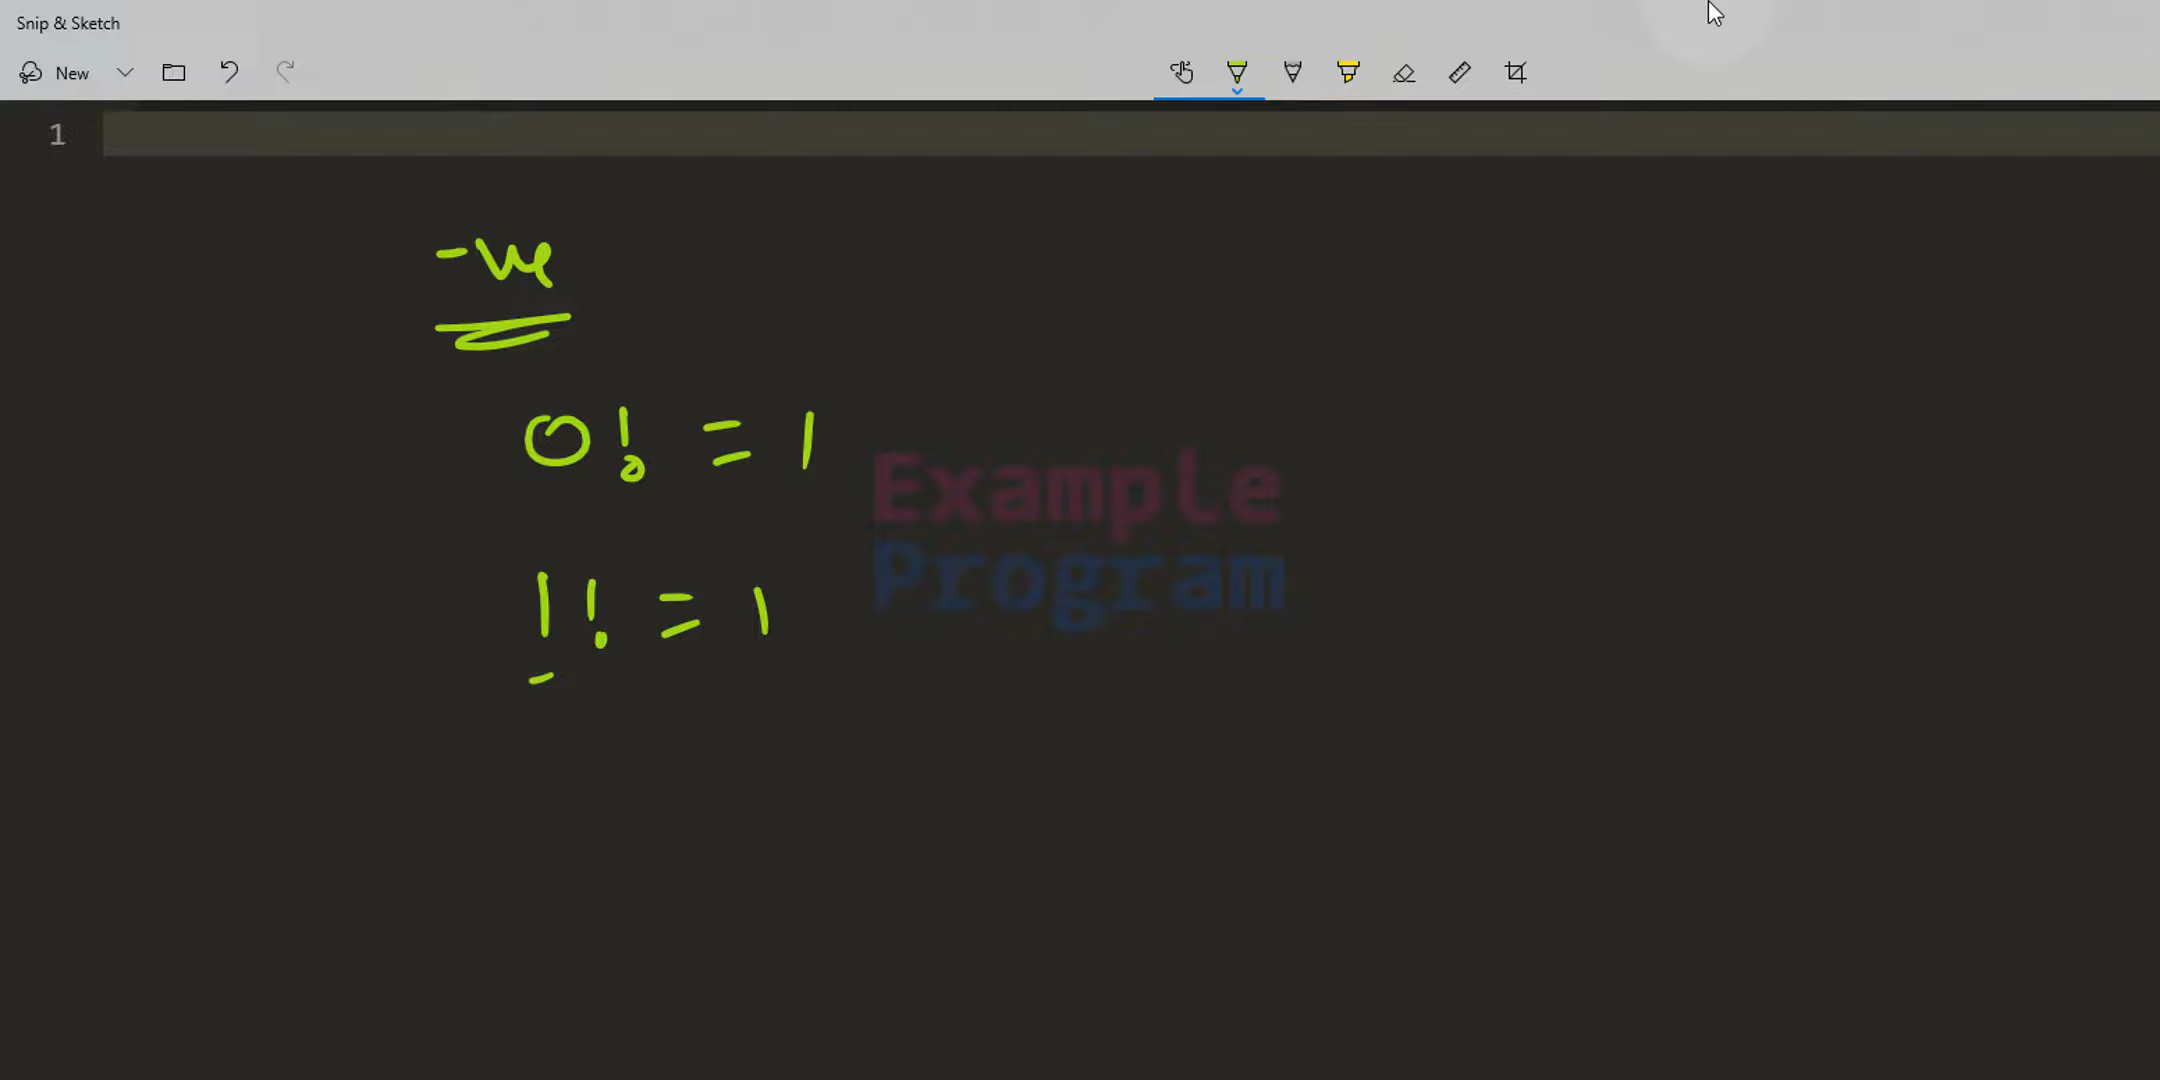 Snip & Sketch
New
1
-ve
0! = 1
1! = 1
Example
Program